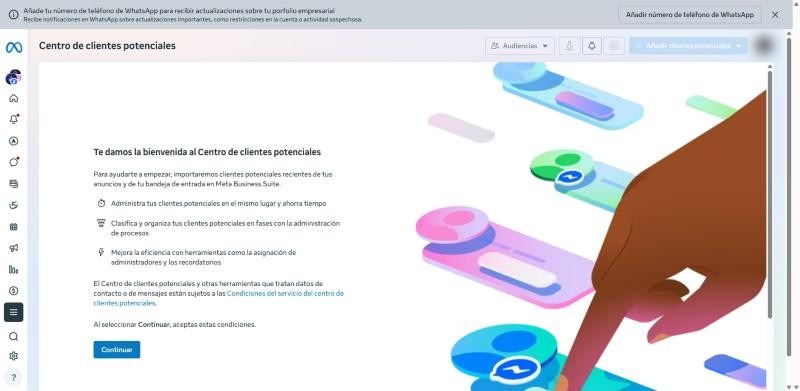 Añade tu número de teléfono de WhatsApp para recibir actualizaciones sobre tu porfolio empresarial
Recibe notificaciones en WhatsApp sobre actualizaciones importantes, como restricciones en la cuenta o actividad sospechosa.
Añadir número de teléfono de WhatsApp
Centro de clientes potenciales
Audiencias
+ Añadir clientes potenciales
Te damos la bienvenida al Centro de clientes potenciales
Para ayudarte a empezar, importaremos clientes potenciales recientes de tus
anuncios y de tu bandeja de entrada en Meta Business Suite.
Administra tus clientes potenciales en el mismo lugar y ahorra tiempo
Clasifica y organiza tus clientes potenciales en fases con la administración
de procesos
Mejora la eficiencia con herramientas como la asignación de
administradores y los recordatorios
El Centro de clientes potenciales y otras herramientas que tratan datos de
contacto o de mensajes están sujetos a las Condiciones del servicio del centro de
clientes potenciales.
Al seleccionar Continuar, aceptas estas condiciones.
Continuar